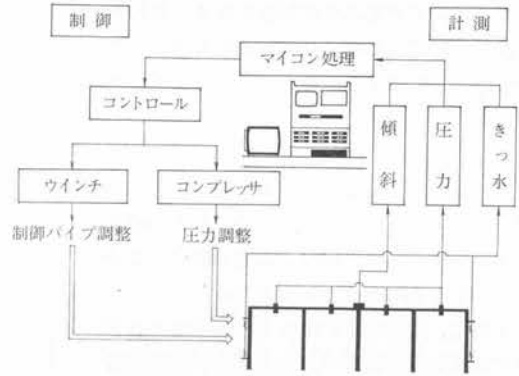 制御
計測
マイコン処理
コントロール
傾斜
圧力
きっ水
ウインチ
コンプレッサ
制御パイプ調整
圧力調整